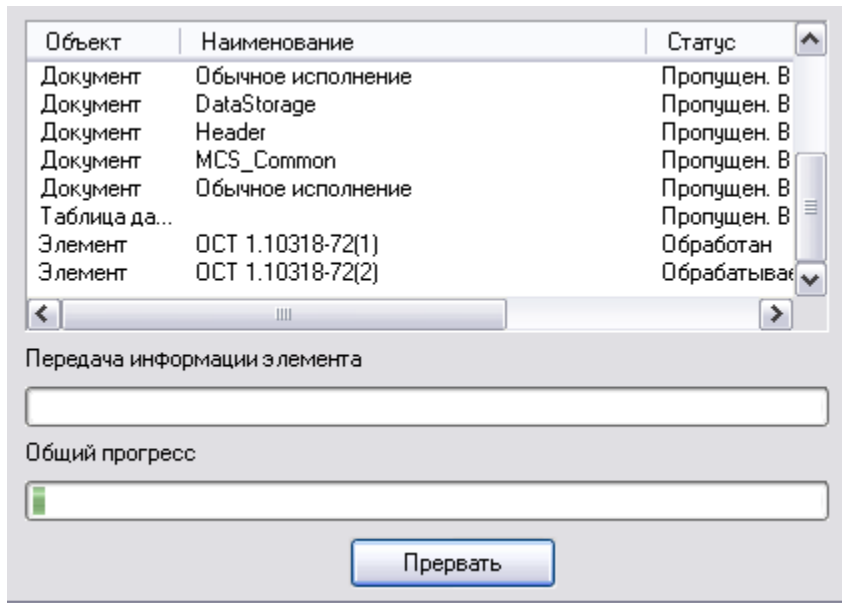 Объект Наименование Статус
Документ Обычное исполнение Пропущен. В
Документ DataStorage Пропущен. В
Документ Header Пропущен. В
Документ MCS_Common Пропущен. В
Документ Обычное исполнение Пропущен. В
Таблица да... Пропущен. В
Элемент ОСТ 1.10318-72(1) Обработан
Элемент ОСТ 1.10318-72(2) Обрабатывае
Передача информации элемента
Общий прогресс
Прервать